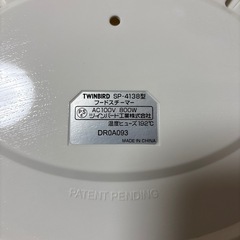 TWINBIRD SP-4138型
フードスチーマー
AC100V 800W
ツインバード工業株式会社
温度ヒューズ192℃
DR0A093
MADE IN CHINA
PATENT PENDING